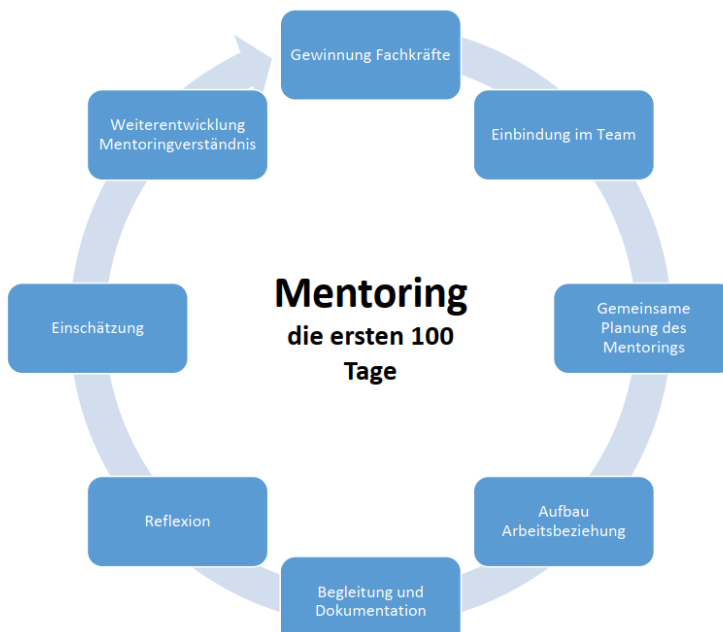 Gewinnung Fachkräfte
Einbindung im Team
Gemeinsame
Planung des
Mentorings
Aufbau
Arbeitsbeziehung
Begleitung und
Dokumentation
Reflexion
Einschätzung
Weiterentwicklung
Mentoringverständnis
Mentoring
die ersten 100
Tage